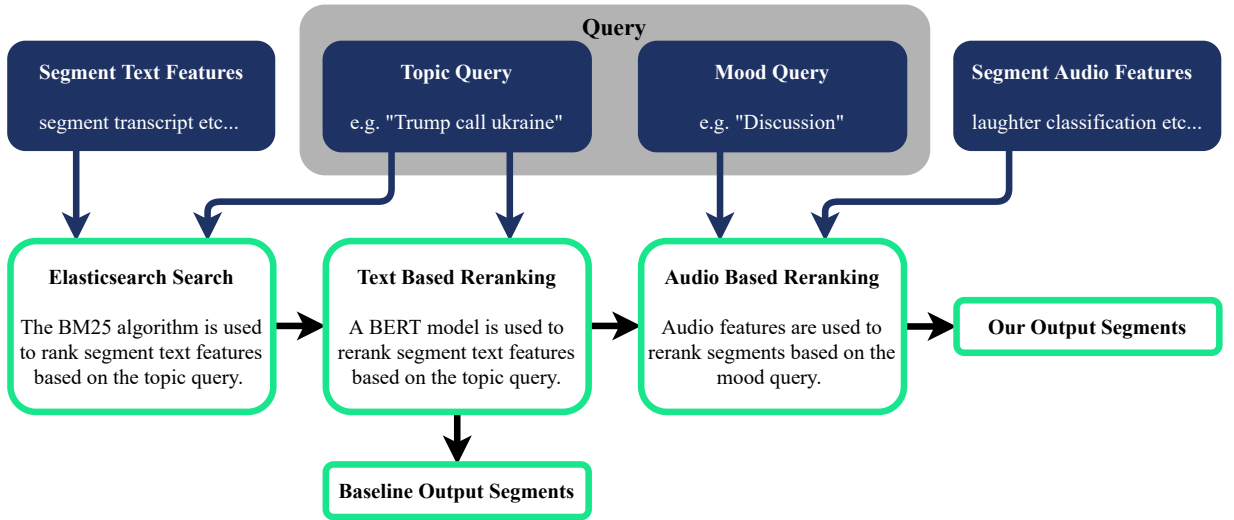 Query
Segment Text Features
segment transcript etc...
Topic Query
e.g. "Trump call ukraine"
Mood Query
e.g. "Discussion"
Segment Audio Features
laughter classification etc...
Elasticsearch Search
The BM25 algorithm is used
to rank segment text features
based on the topic query.
Text Based Reranking
A BERT model is used to
rerank segment text features
based on the topic query.
Audio Based Reranking
Audio features are used to
rerank segments based on the
mood query.
Our Output Segments
Baseline Output Segments